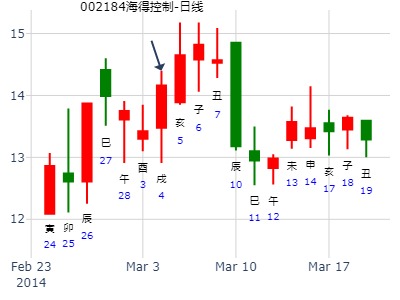 002184海得控制-日线
15
14
13
12
寅
24
卯
25
辰
26
巳
27
午
28
酉
3
戌
4
亥
5
子
6
丑
7
辰
10
巳
11
午
12
未
13
申
14
亥
17
子
18
丑
19
Feb 23
2014
Mar 3
Mar 10
Mar 17